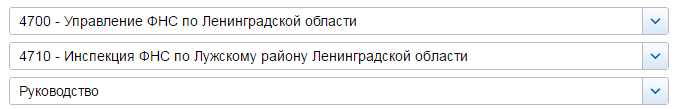 4700 - Управление ФНС по Ленинградской области
4710 - Инспекция ФНС по Лужскому району Ленинградской области
Руководство